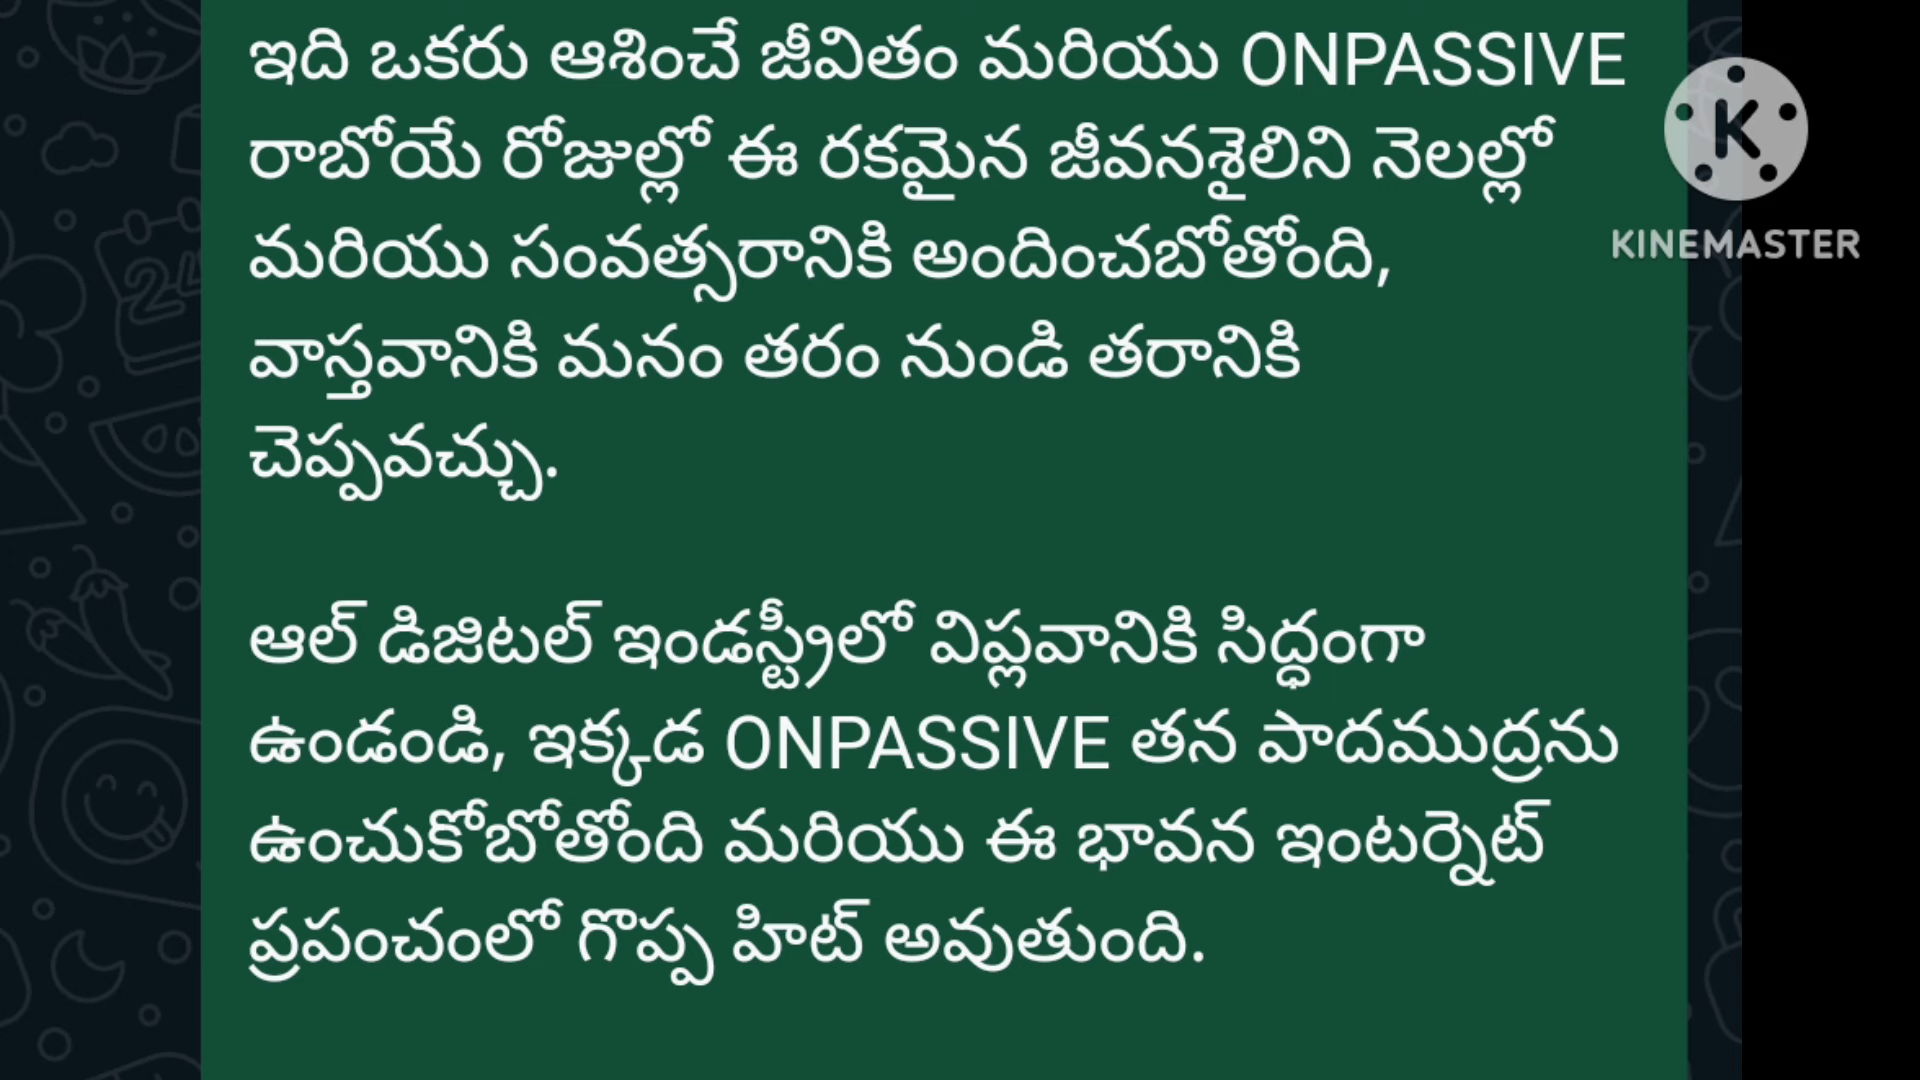 ఇది ఒకరు ఆశించే జీవితం మరియు ONPASSIVE
రాబోయే రోజుల్లో ఈ రకమైన జీవనశైలిని నెలల్లో
మరియు సంవత్సరానికి అందించబోతోంది,
వాస్తవానికి మనం తరం నుండి తరానికి
చెప్పవచ్చు.
ఆల్ డిజిటల్ ఇండస్ట్రీలో విప్లవానికి సిద్ధంగా
ఉండండి, ఇక్కడ ONPASSIVE తన పాదముద్రను
ఉంచుకోబోతోంది మరియు ఈ భావన ఇంటర్నెట్
ప్రపంచంలో గొప్ప హిట్ అవుతుంది.
K
KINEMASTER